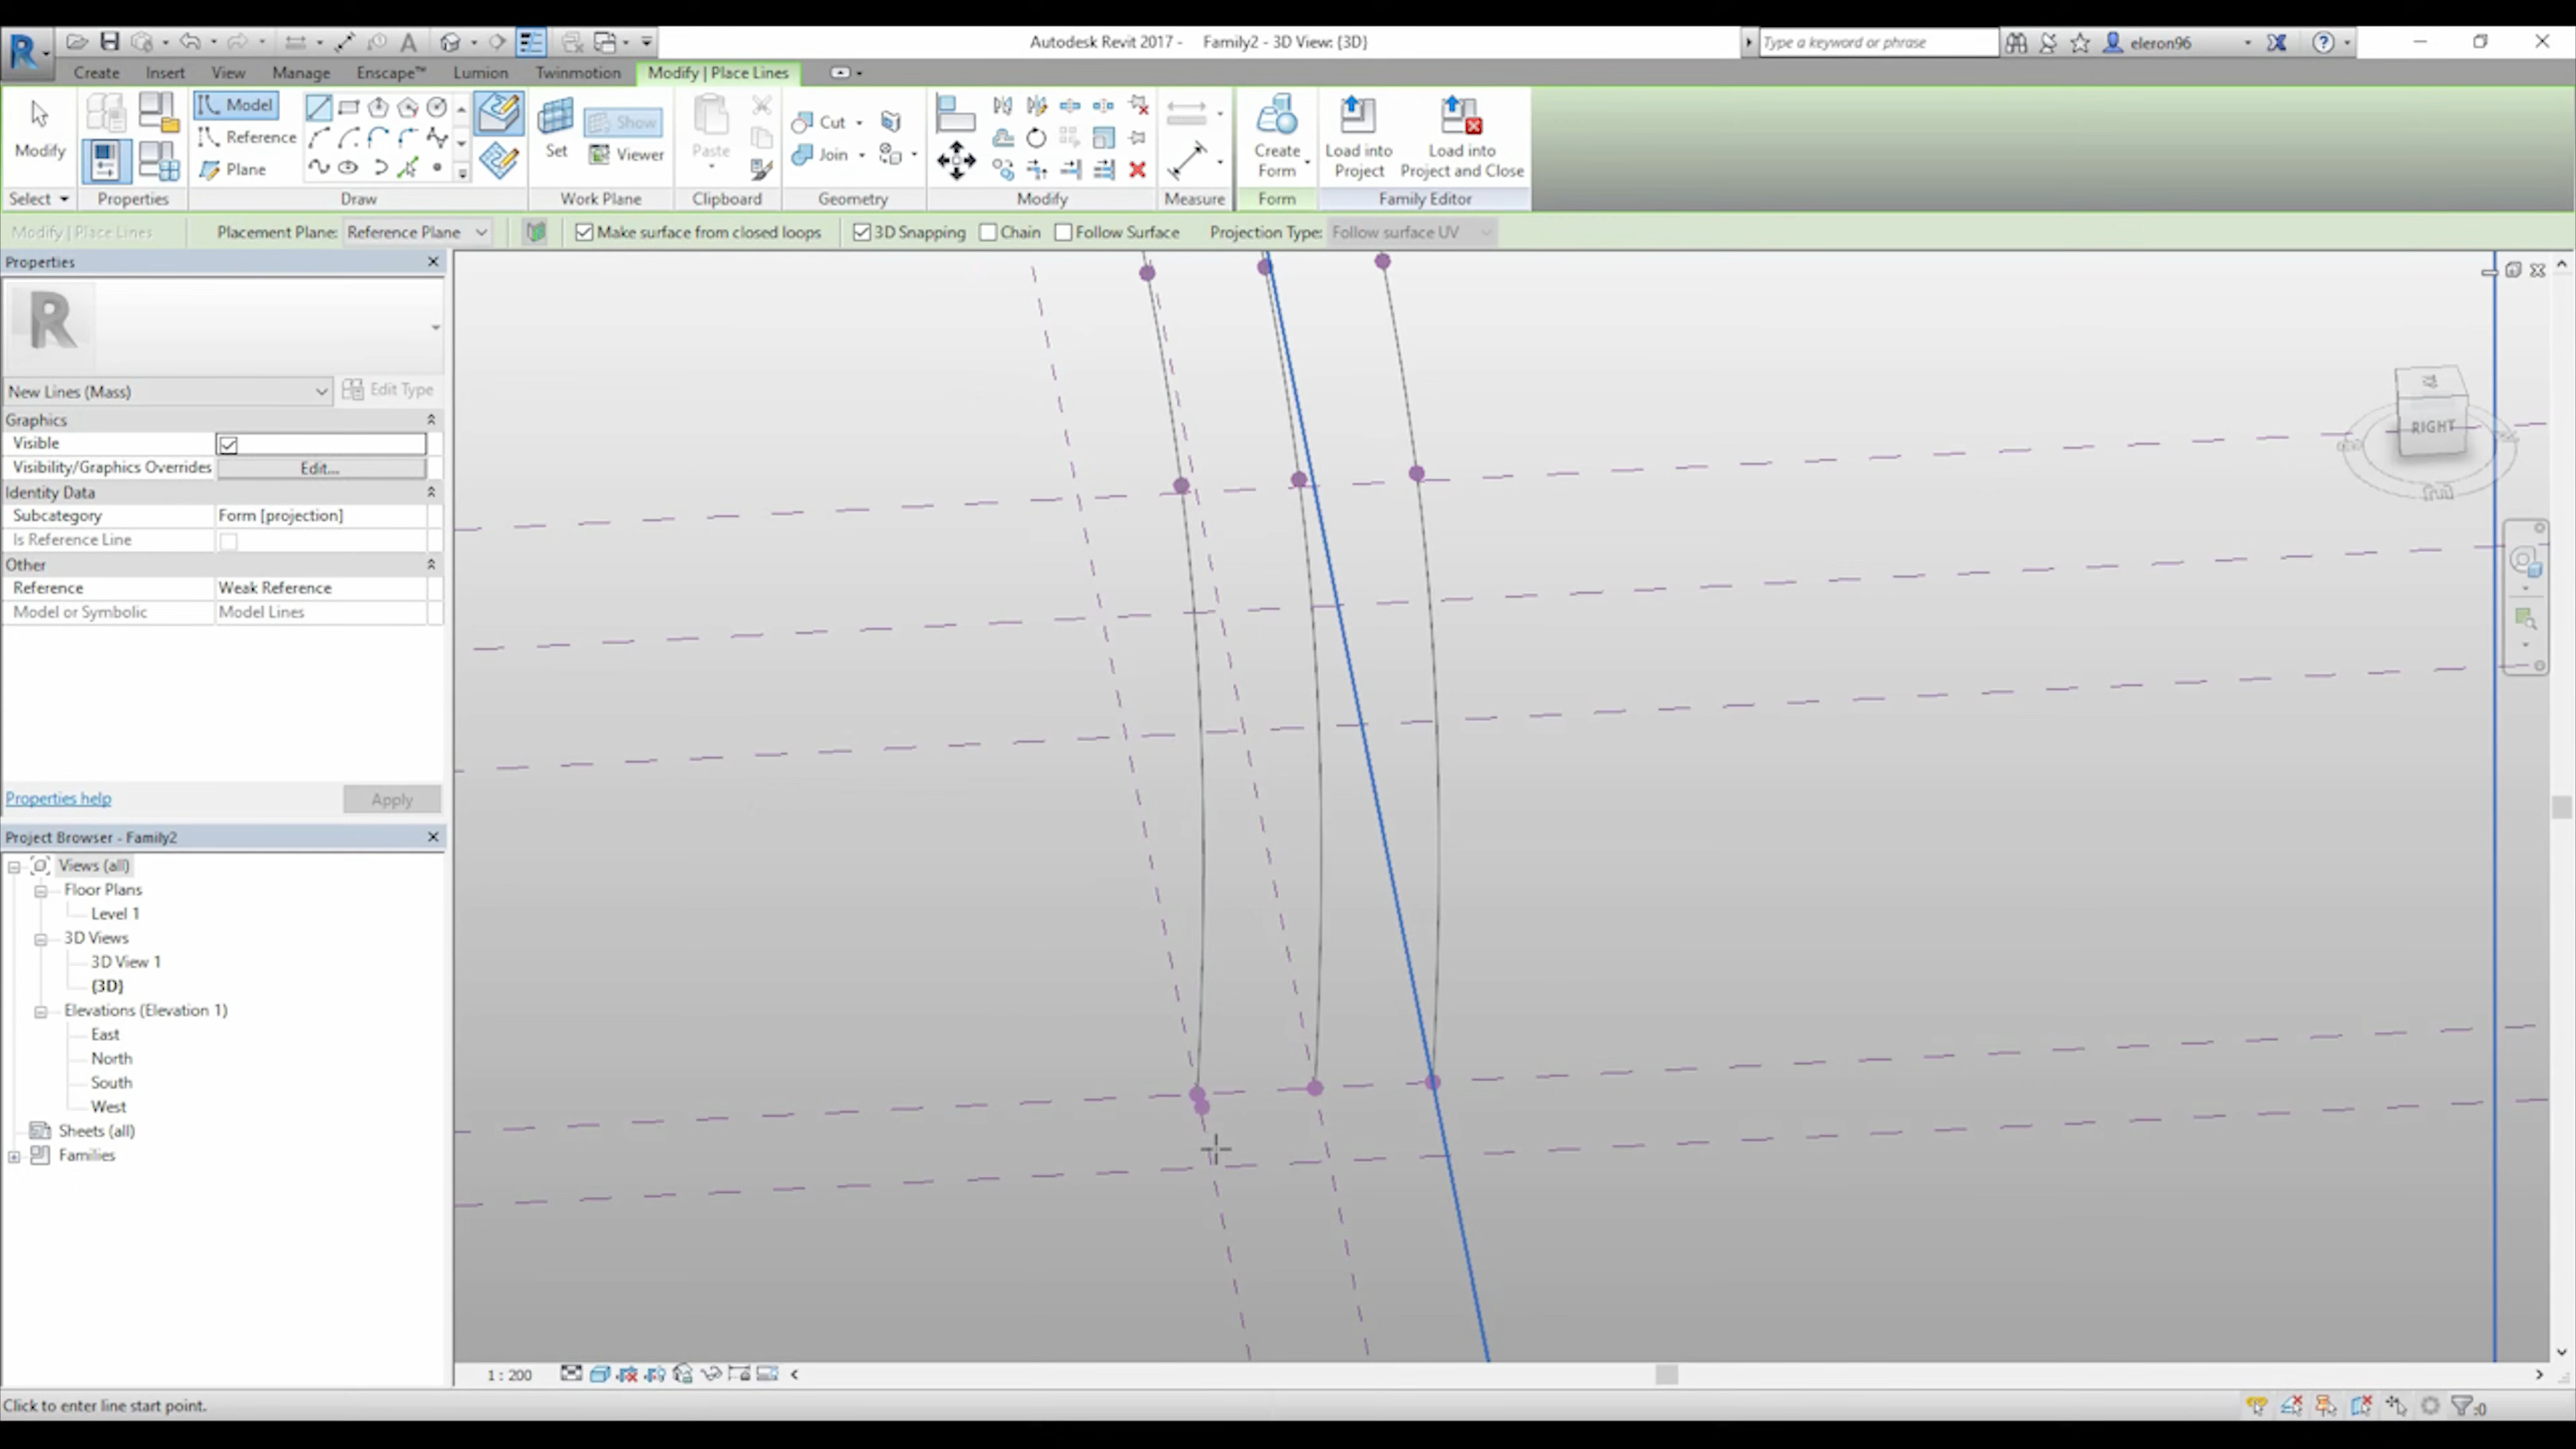 Autodesk Revit 2017 - Family2 - 3D View: {3D}
Type a keyword or phrase
eleron96
Create Insert View Manage Enscape™ Lumion Twinmotion Modify | Place Lines
Modify
Model
Reference
Plane
Set
Show
Viewer
Paste
Cut
Join
Create Form
Load into Project
Load into Project and Close
Select Properties Draw Work Plane Clipboard Geometry Modify Measure Form Family Editor
Modify | Place Lines Placement Plane: Reference Plane Make surface from closed loops 3D Snapping Chain Follow Surface Projection Type: Follow surface UV
Properties
R
New Lines (Mass) Edit Type
Graphics
Visible
Visibility/Graphics Overrides Edit...
Identity Data
Subcategory Form [projection]
Is Reference Line
Other
Reference Weak Reference
Model or Symbolic Model Lines
Properties help Apply
Project Browser - Family2
Views (all)
Floor Plans
Level 1
3D Views
3D View 1
{3D}
Elevations (Elevation 1)
East
North
South
West
Sheets (all)
Families
RIGHT
1 : 200
Click to enter line start point.
:0